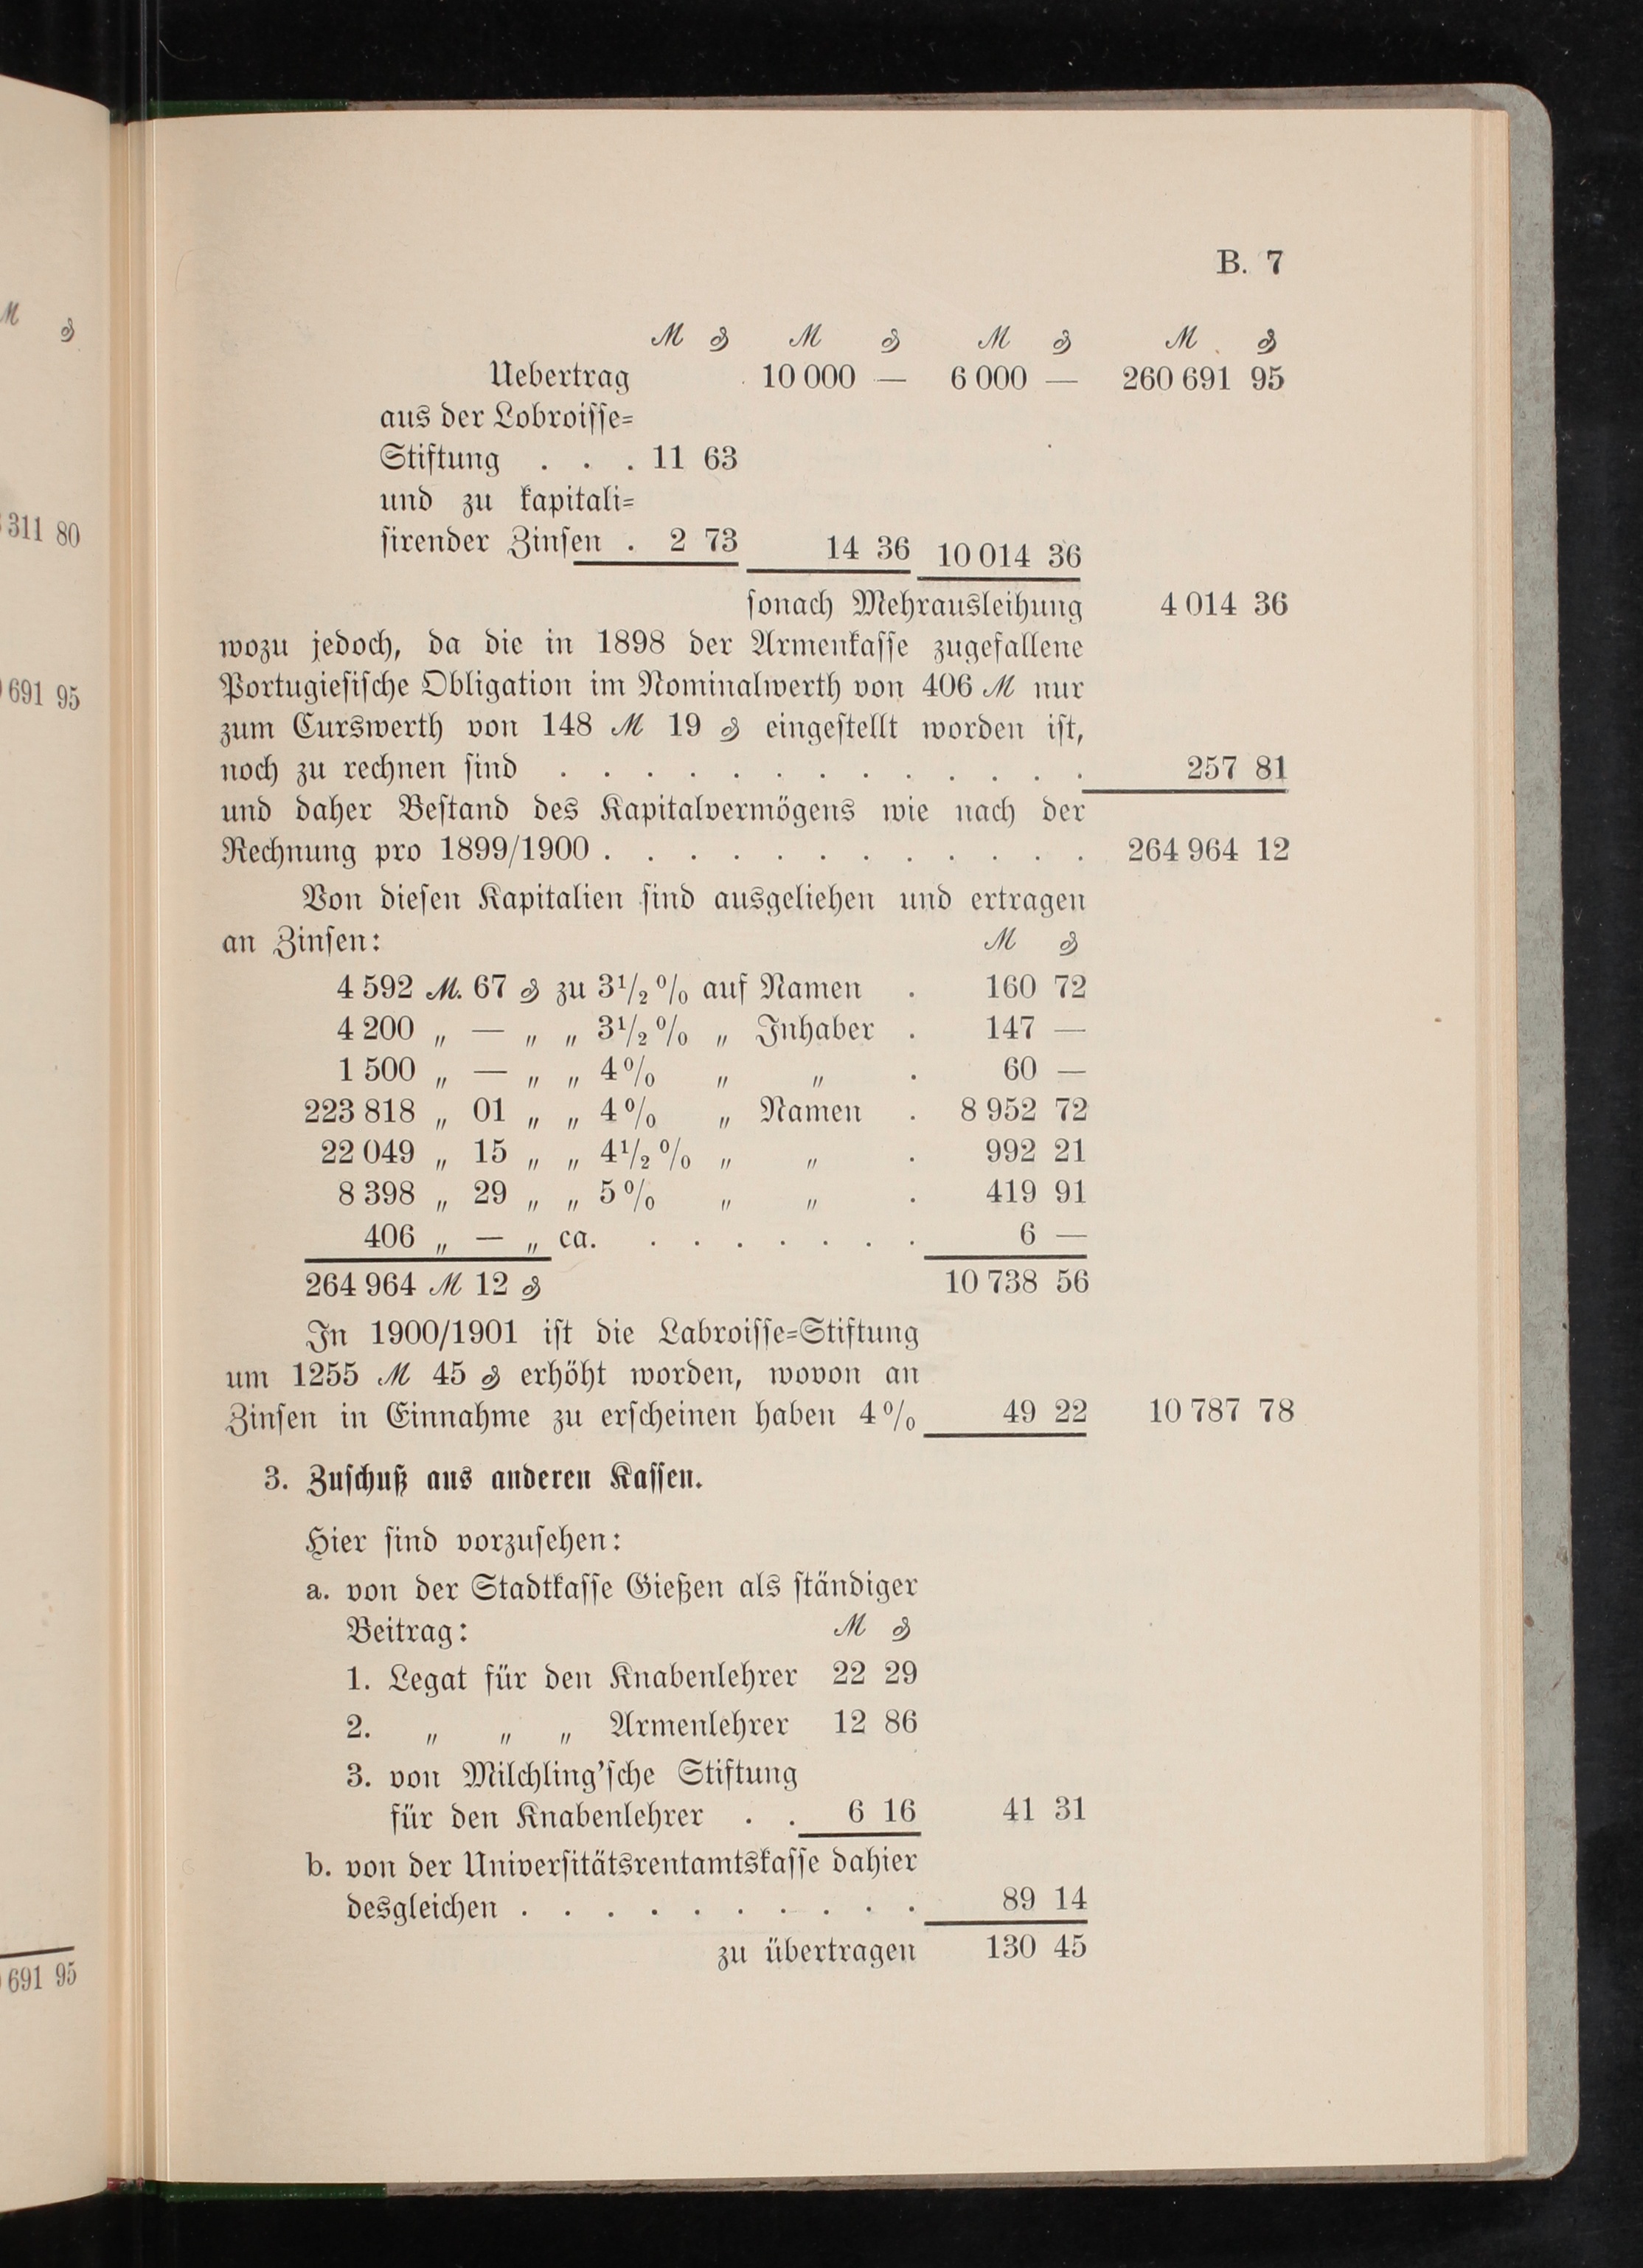 B. 7
ℳ ₰ ℳ ₰ ℳ ₰ ℳ ₰
Uebertrag 10 000 — 6 000 — 260 691 95
aus der Lobroisse=
Stiftung . . . 11 63
und zu kapitali=
sirender Zinsen . 2 73 14 36 10 014 36
sonach Mehrausleihung 4 014 36
wozu jedoch, da die in 1898 der Armenkasse zugefallene
Portugiesische Obligation im Nominalwerth von 406 ℳ nur
zum Curswerth von 148 ℳ 19 ₰ eingestellt worden ist,
noch zu rechnen sind . . . . . . . . . . . . . 257 81
und daher Bestand des Kapitalvermögens wie nach der
Rechnung pro 1899/1900 . . . . . . . . . . . . 264 964 12
Von diesen Kapitalien sind ausgeliehen und ertragen
an Zinsen: ℳ ₰
4 592 ℳ. 67 ₰ zu 3½ % auf Namen . 160 72
4 200 „ — „ „ 3½ % „ Inhaber . 147 —
1 500 „ — „ „ 4 % „ „ . 60 —
223 818 „ 01 „ „ 4 % „ Namen . 8 952 72
22 049 „ 15 „ „ 4½ % „ „ . 992 21
8 398 „ 29 „ „ 5 % „ „ . 419 91
406 „ — „ ca. . . . . . . . 6 —
264 964 ℳ 12 ₰ 10 738 56
In 1900/1901 ist die Labroisse=Stiftung
um 1255 ℳ 45 ₰ erhöht worden, wovon an
Zinsen in Einnahme zu erscheinen haben 4 % 49 22 10 787 78
3. Zuschuß aus anderen Kassen.
Hier sind vorzusehen:
a. von der Stadtkasse Gießen als ständiger
Beitrag: ℳ ₰
1. Legat für den Knabenlehrer 22 29
2. „ „ „ Armenlehrer 12 86
3. von Milchling'sche Stiftung
für den Knabenlehrer . . 6 16 41 31
b. von der Universitätsrentamtskasse dahier
desgleichen . . . . . . . . . . 89 14
zu übertragen 130 45
ℳ ₰
311 80
691 95
691 95